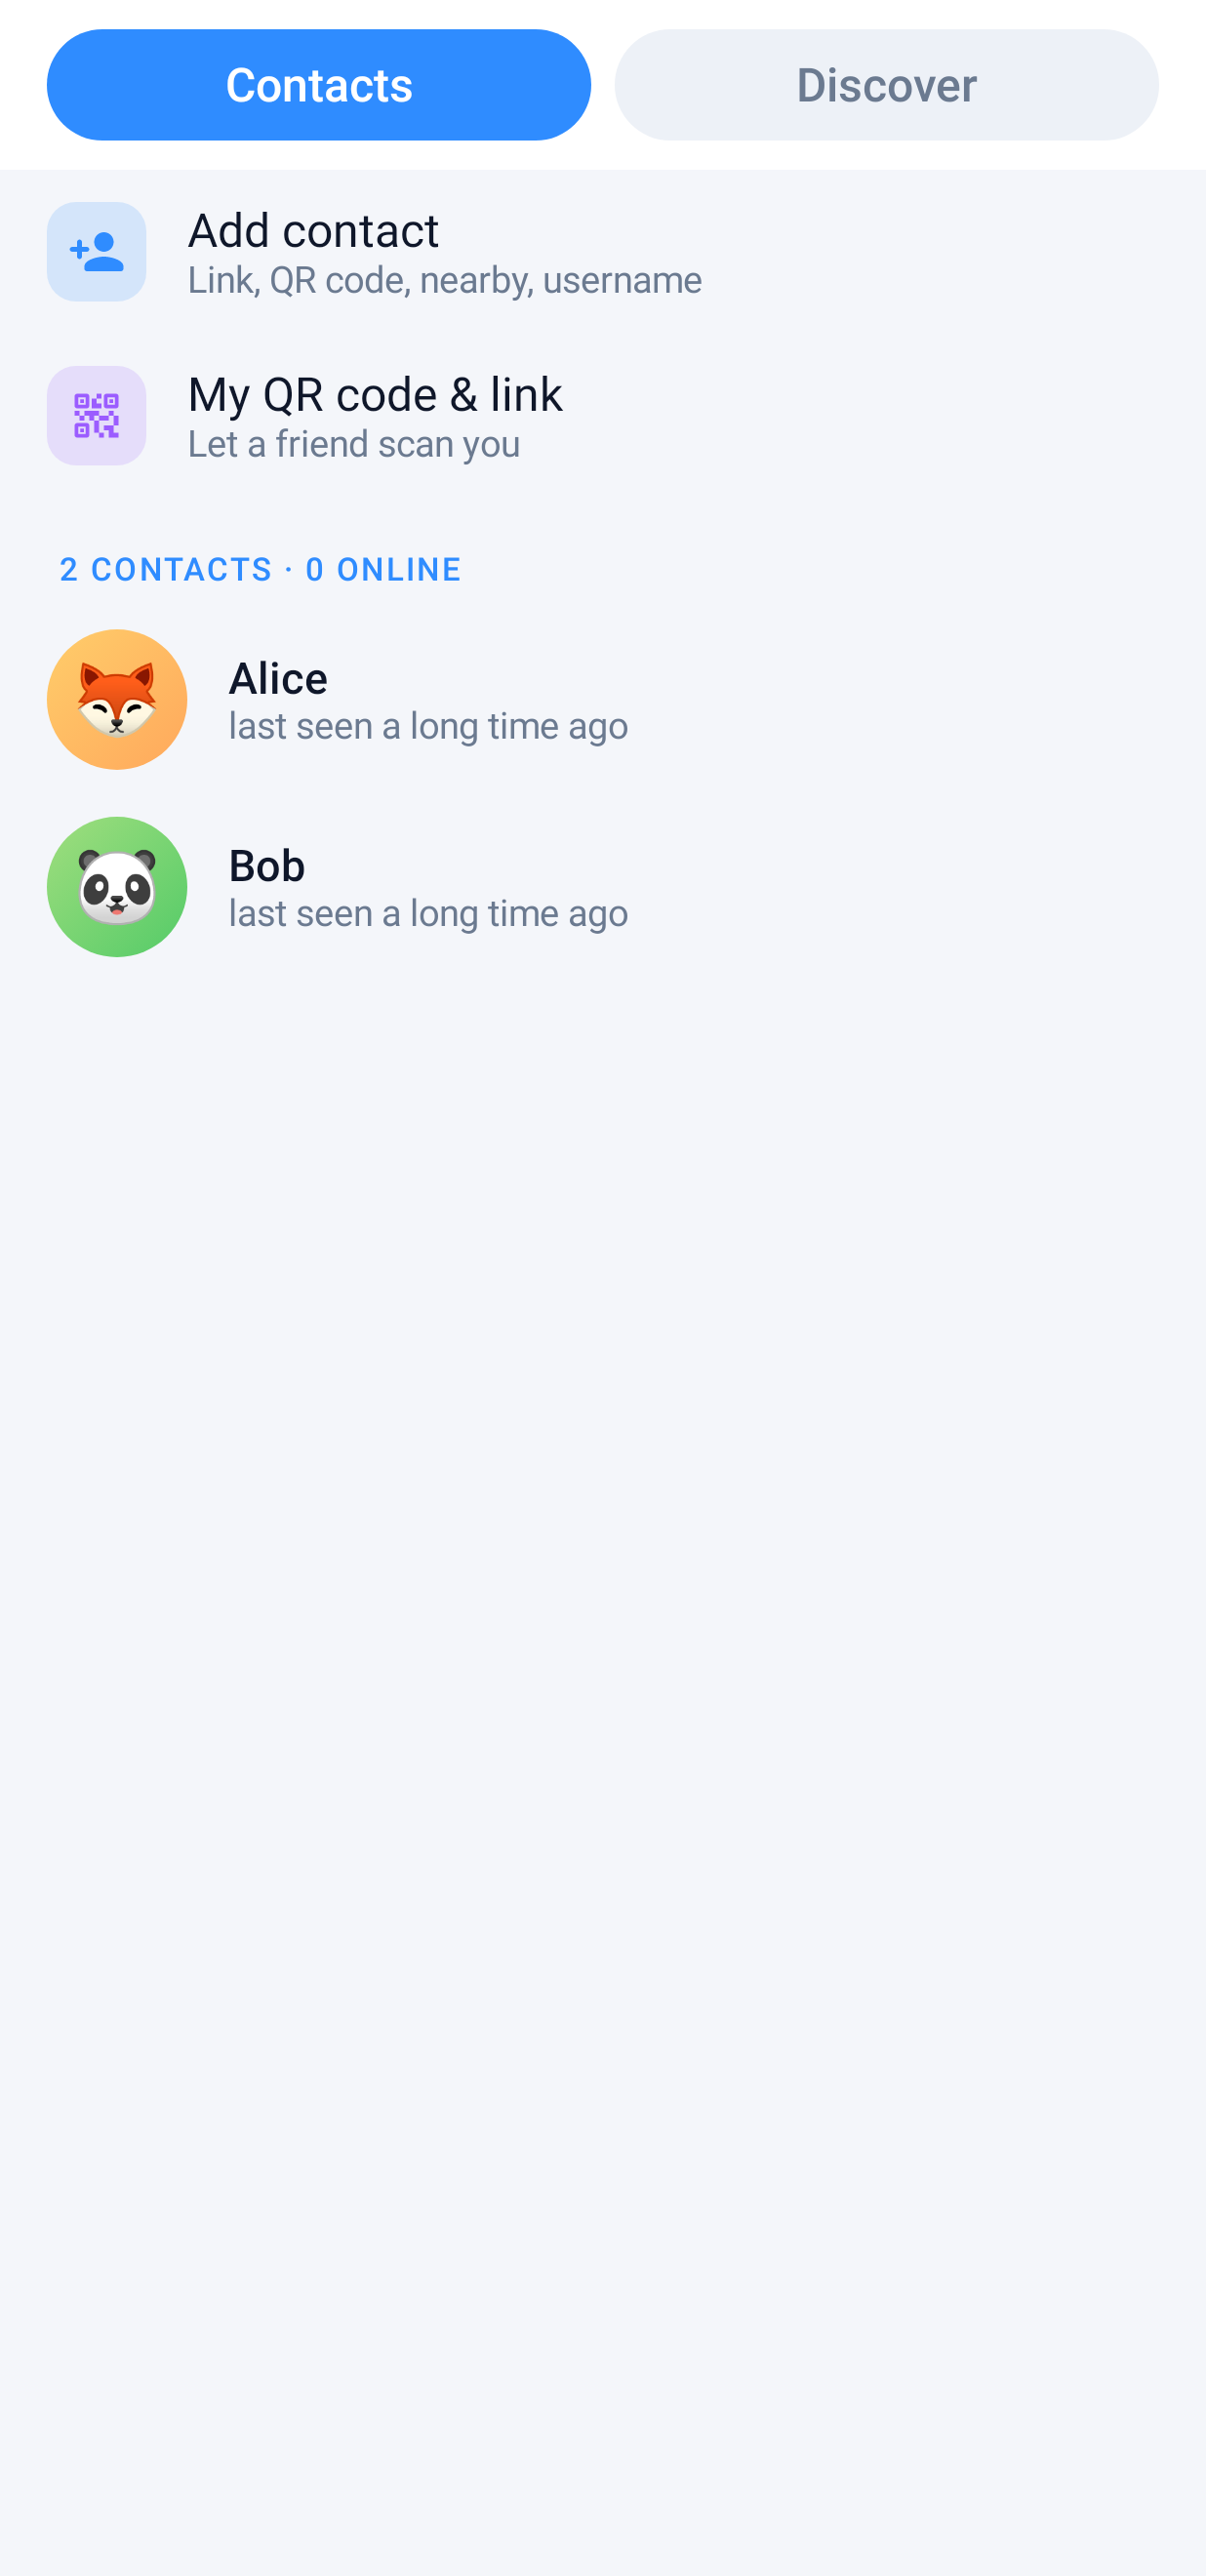 Contacts
Discover
Add contact
Link, QR code, nearby, username
My QR code & link
Let a friend scan you
2 CONTACTS · 0 ONLINE
Alice
last seen a long time ago
Bob
last seen a long time ago